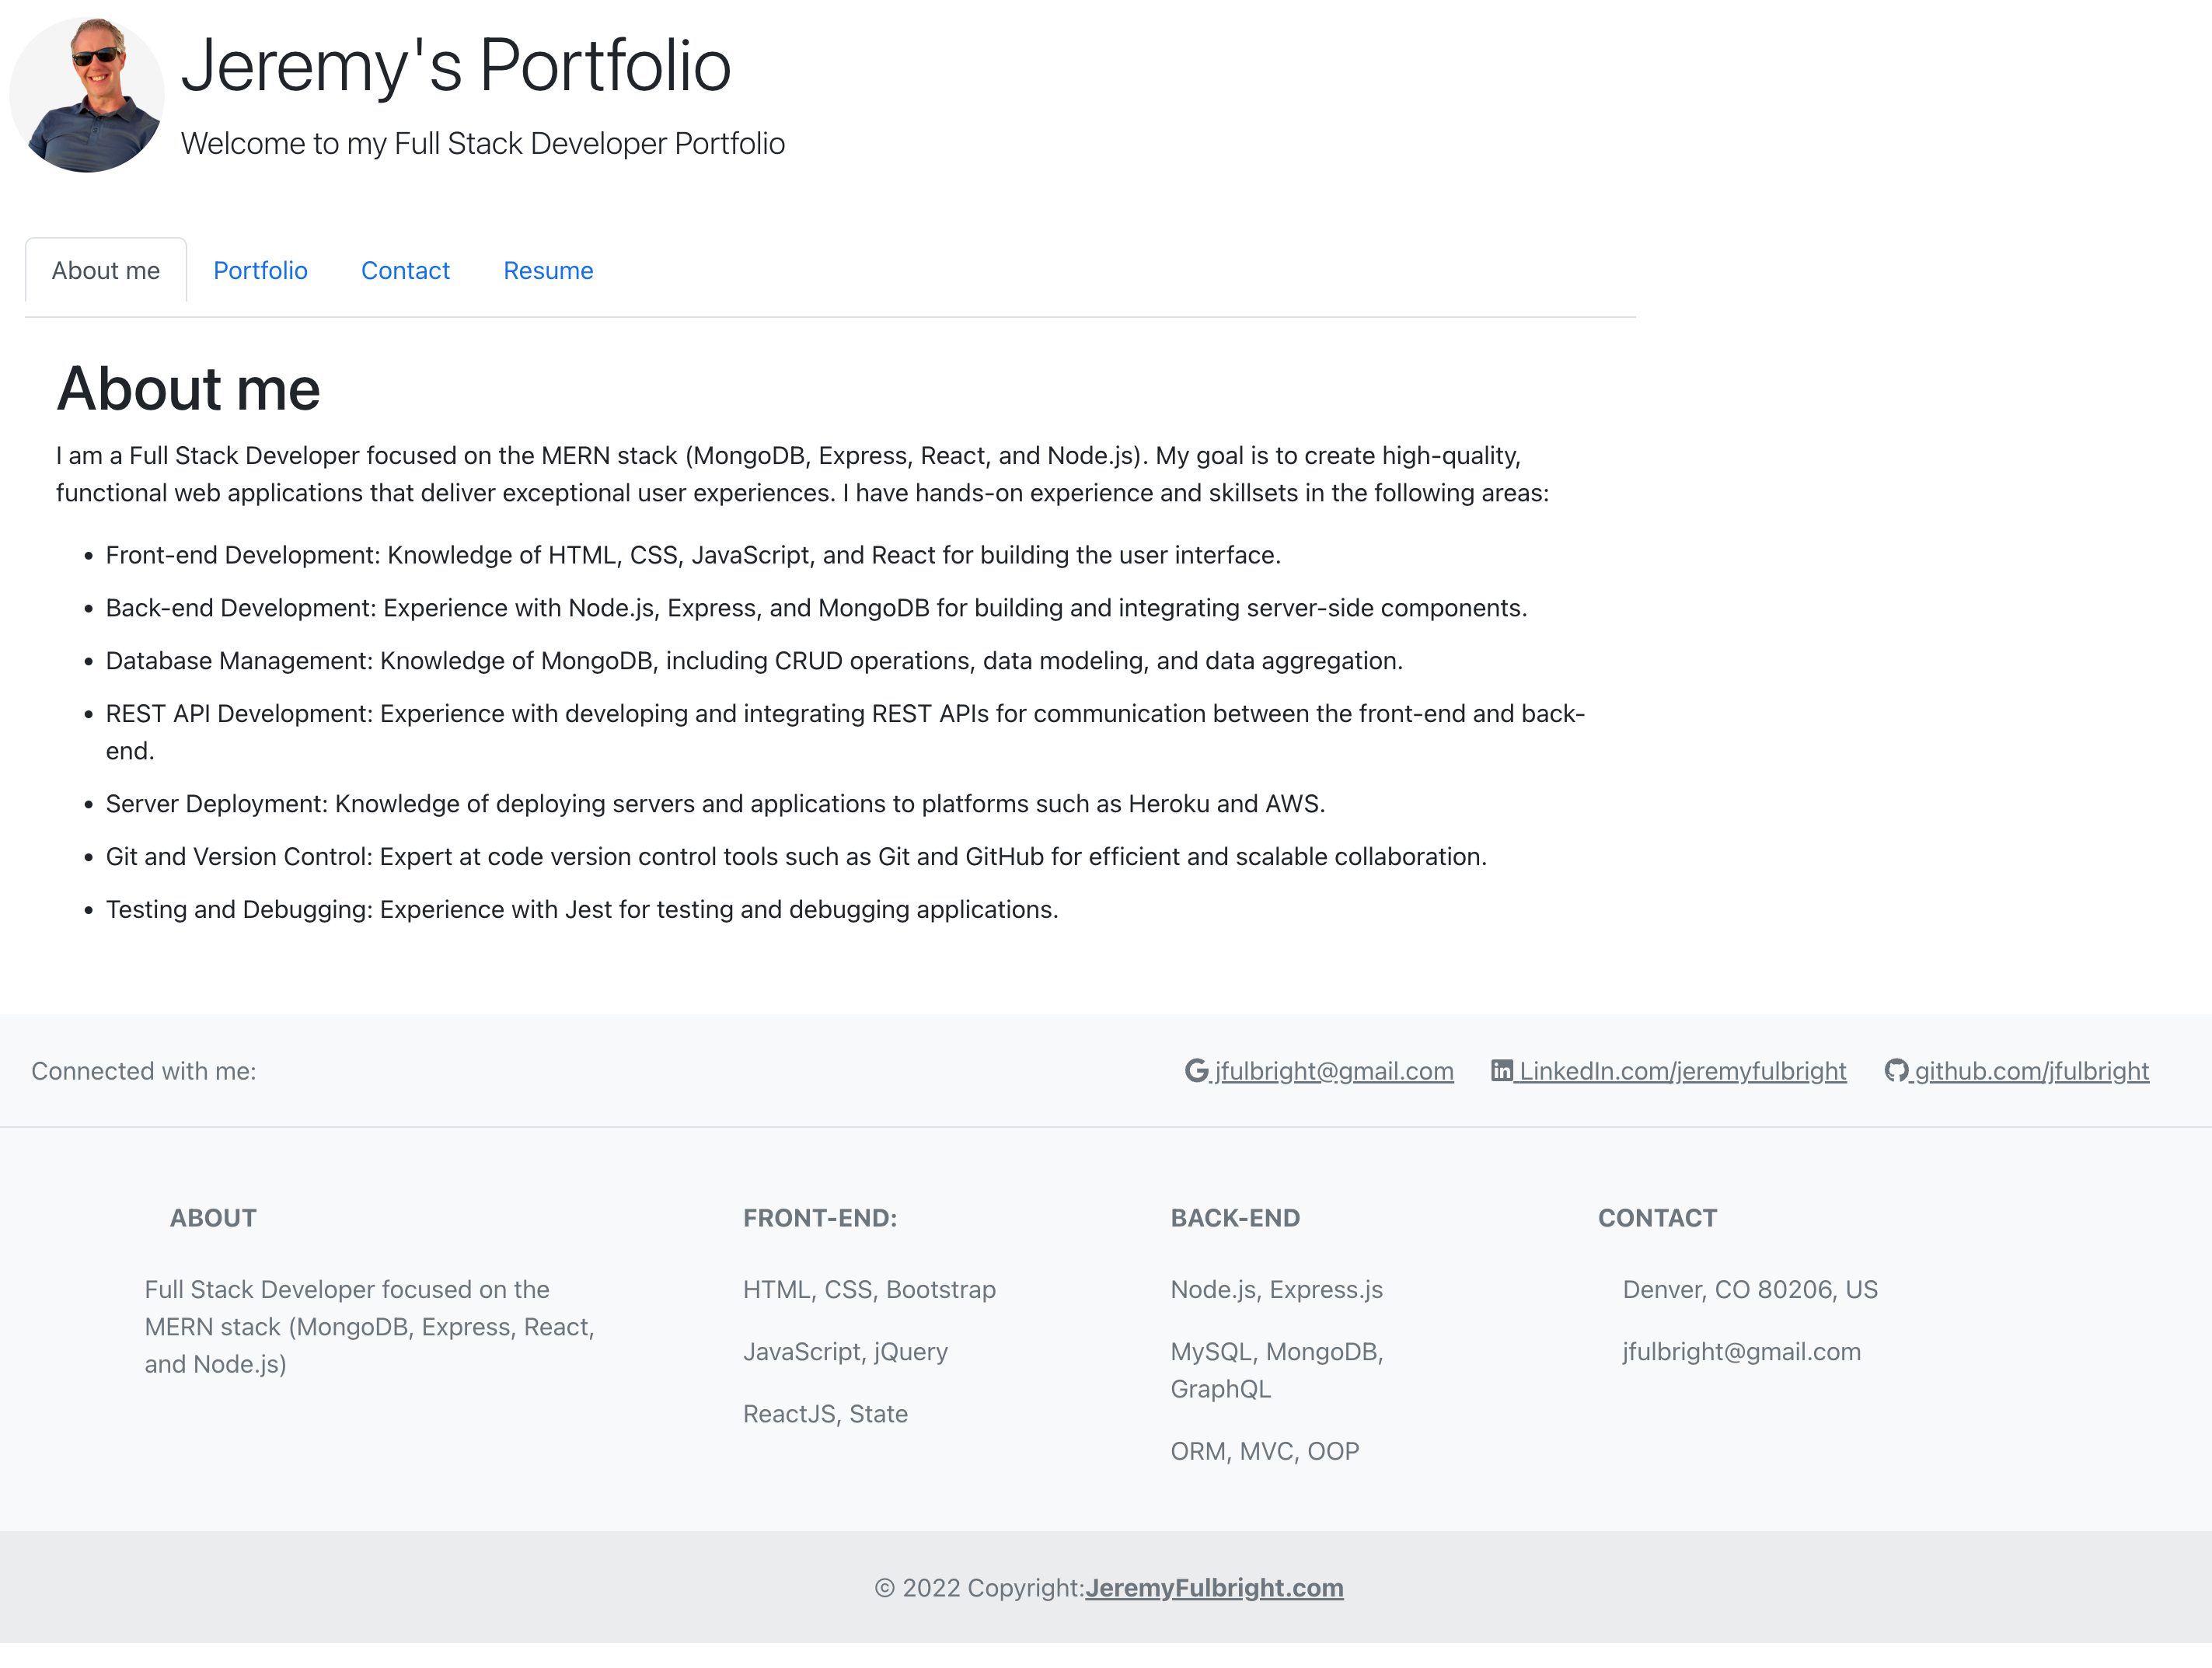 Jeremy's Portfolio
Welcome to my Full Stack Developer Portfolio
About me
Portfolio
Contact
Resume
About me
I am a Full Stack Developer focused on the MERN stack (MongoDB, Express, React, and Node.js). My goal is to create high-quality,
functional web applications that deliver exceptional user experiences. I have hands-on experience and skillsets in the following areas:
• Front-end Development: Knowledge of HTML, CSS, JavaScript, and React for building the user interface.
• Back-end Development: Experience with Node.js, Express, and MongoDB for building and integrating server-side components.
• Database Management: Knowledge of MongoDB, including CRUD operations, data modeling, and data aggregation.
• REST API Development: Experience with developing and integrating REST APIs for communication between the front-end and back-
end.
• Server Deployment: Knowledge of deploying servers and applications to platforms such as Heroku and AWS.
• Git and Version Control: Expert at code version control tools such as Git and GitHub for efficient and scalable collaboration.
• Testing and Debugging: Experience with Jest for testing and debugging applications.
Connected with me:
jfulbright@gmail.com
LinkedIn.com/jeremyfulbright
github.com/jfulbright
ABOUT
Full Stack Developer focused on the
MERN stack (MongoDB, Express, React,
and Node.js)
FRONT-END:
HTML, CSS, Bootstrap
JavaScript, jQuery
ReactJS, State
BACK-END
Node.js, Express.js
MySQL, MongoDB,
GraphQL
ORM, MVC, OOP
CONTACT
Denver, CO 80206, US
jfulbright@gmail.com
© 2022 Copyright:JeremyFulbright.com